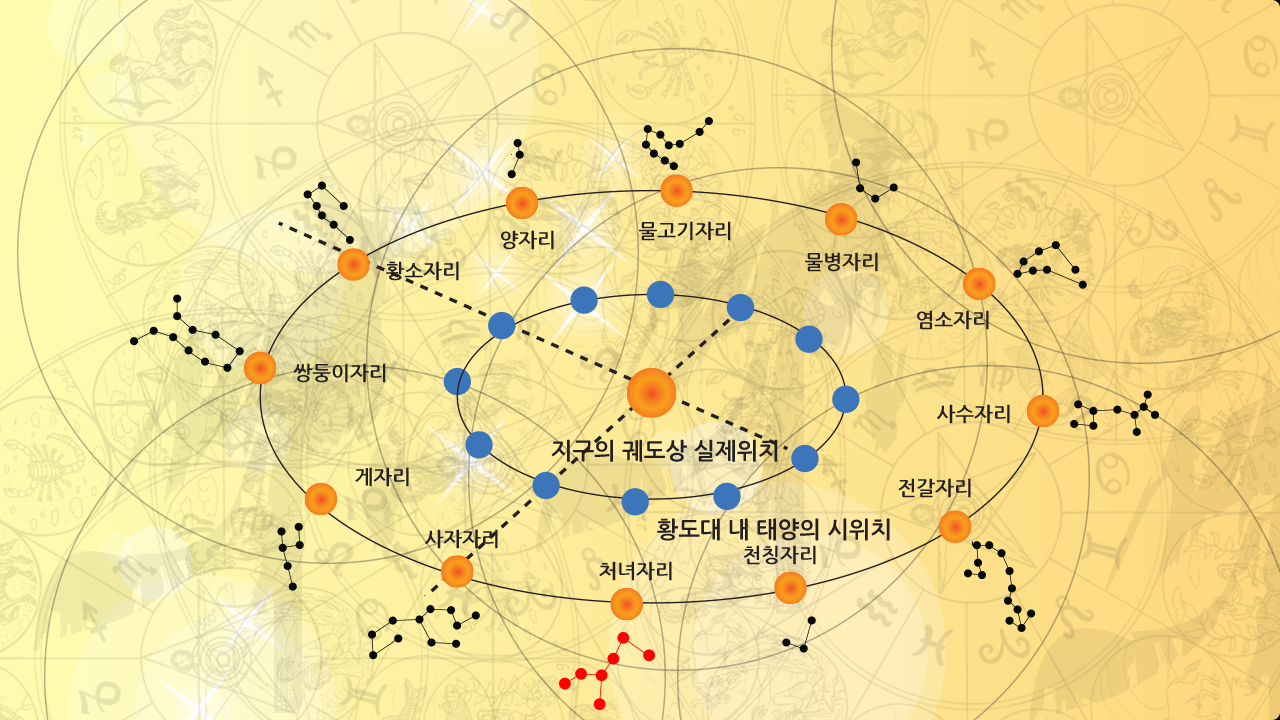 양자리
물고기자리
물병자리
황소자리
염소자리
쌍둥이자리
사수자리
지구의 궤도상 실제위치
게자리
전갈자리
황도대 내 태양의 시위치
사자자리
천칭자리
처녀자리